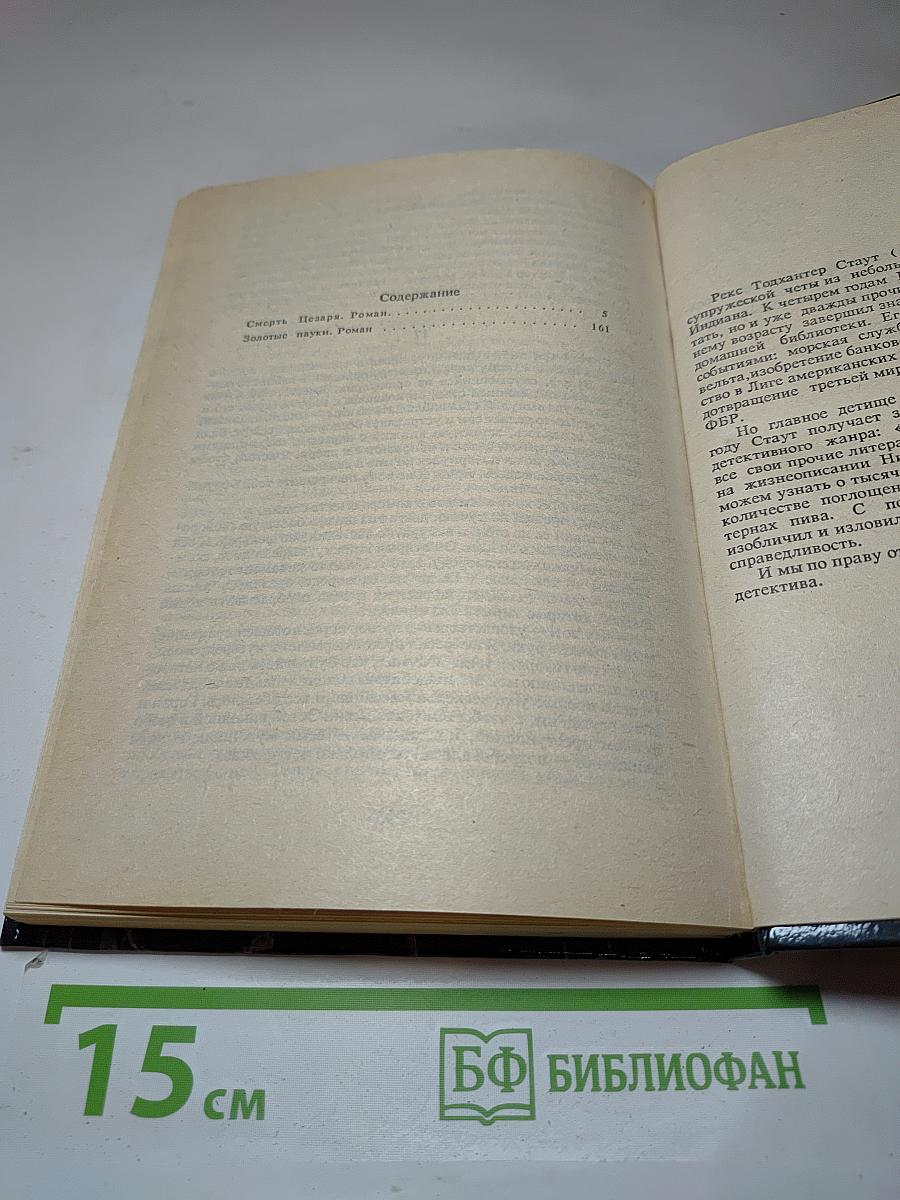 Содержание
Смерть Цезаря. Роман. . . . . . . . . . . . . . . . . . . . . . 5
Золотые пауки. Роман . . . . . . . . . . . . . . . . . . . . . . 161
Рекс Тодхантер Стаут (
супружеской четы из неболь
Индиана. К четырем годам
тать, но и уже дважды прочи
нему возрасту завершил зна
домашней библиотеки. Ег
событиями: морская служб
вельта,изобретение банков
ство в Лиге американских
дотвращение третьей мир
ФБР.
Но главное детище
году Стаут получает з
детективного жанра: «
все свои прочие литера
на жизнеописании Ни
можем узнать о тысяч
количестве поглощен
тернах пива. С по
изобличил и изловил
справедливость.
И мы по праву от
детектива.
15 см
БФ БИБЛИОФАН